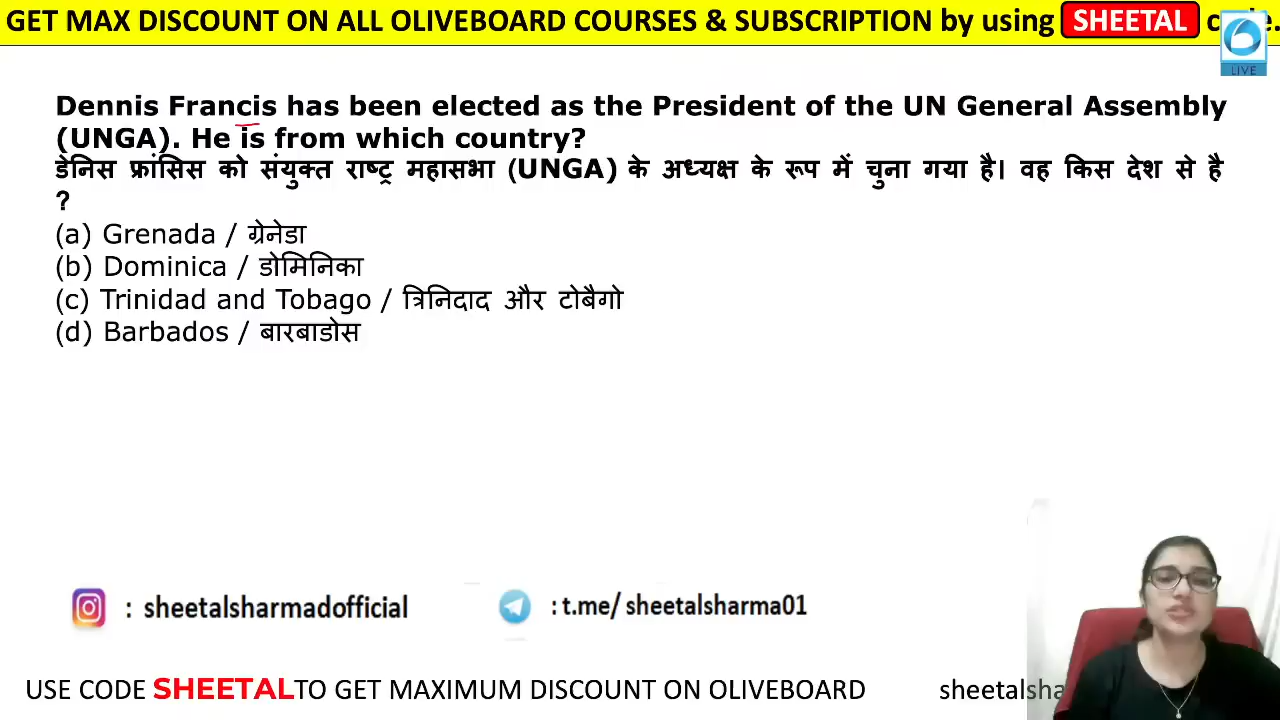 GET MAX DISCOUNT ON ALL OLIVEBOARD COURSES & SUBSCRIPTION by using SHEETAL code.
LIVE
Dennis Francis has been elected as the President of the UN General Assembly
(UNGA). He is from which country?
डेनिस फ्रांसिस को संयुक्त राष्ट्र महासभा (UNGA) के अध्यक्ष के रूप में चुना गया है। वह किस देश से है
?
(a) Grenada / ग्रेनेडा
(b) Dominica / डोमिनिका
(c) Trinidad and Tobago / त्रिनिदाद और टोबैगो
(d) Barbados / बारबाडोस
: sheetalsharmadofficial
: t.me/ sheetalsharma01
USE CODE SHEETALTO GET MAXIMUM DISCOUNT ON OLIVEBOARD